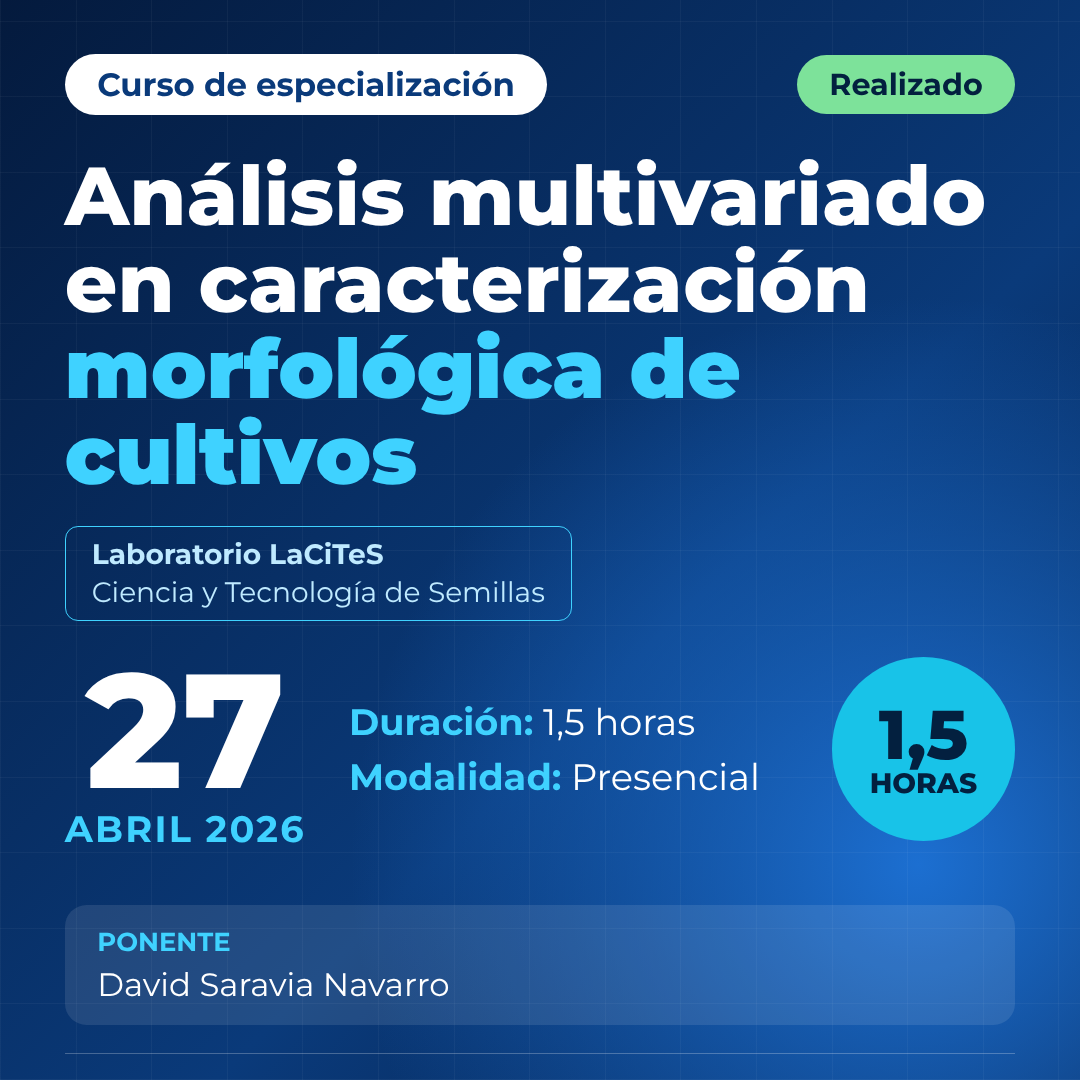 Curso de especialización
Realizado
Análisis multivariado
en caracterización
morfológica de
cultivos
Laboratorio LaCiTeS
Ciencia y Tecnología de Semillas
27
ABRIL 2026
Duración: 1,5 horas
Modalidad: Presencial
1,5
HORAS
PONENTE
David Saravia Navarro